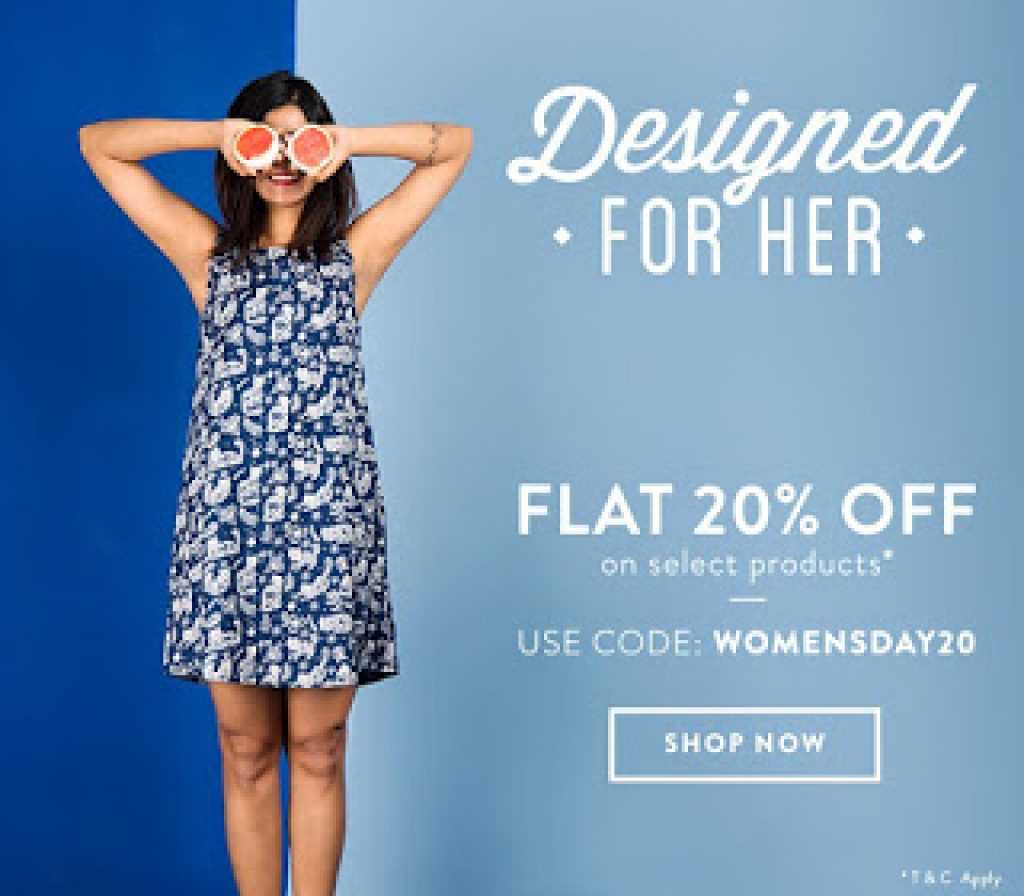 Designed
• FOR HER •
FLAT 20% OFF
on select products*
USE CODE: WOMENSDAY20
SHOP NOW
*T & C Apply